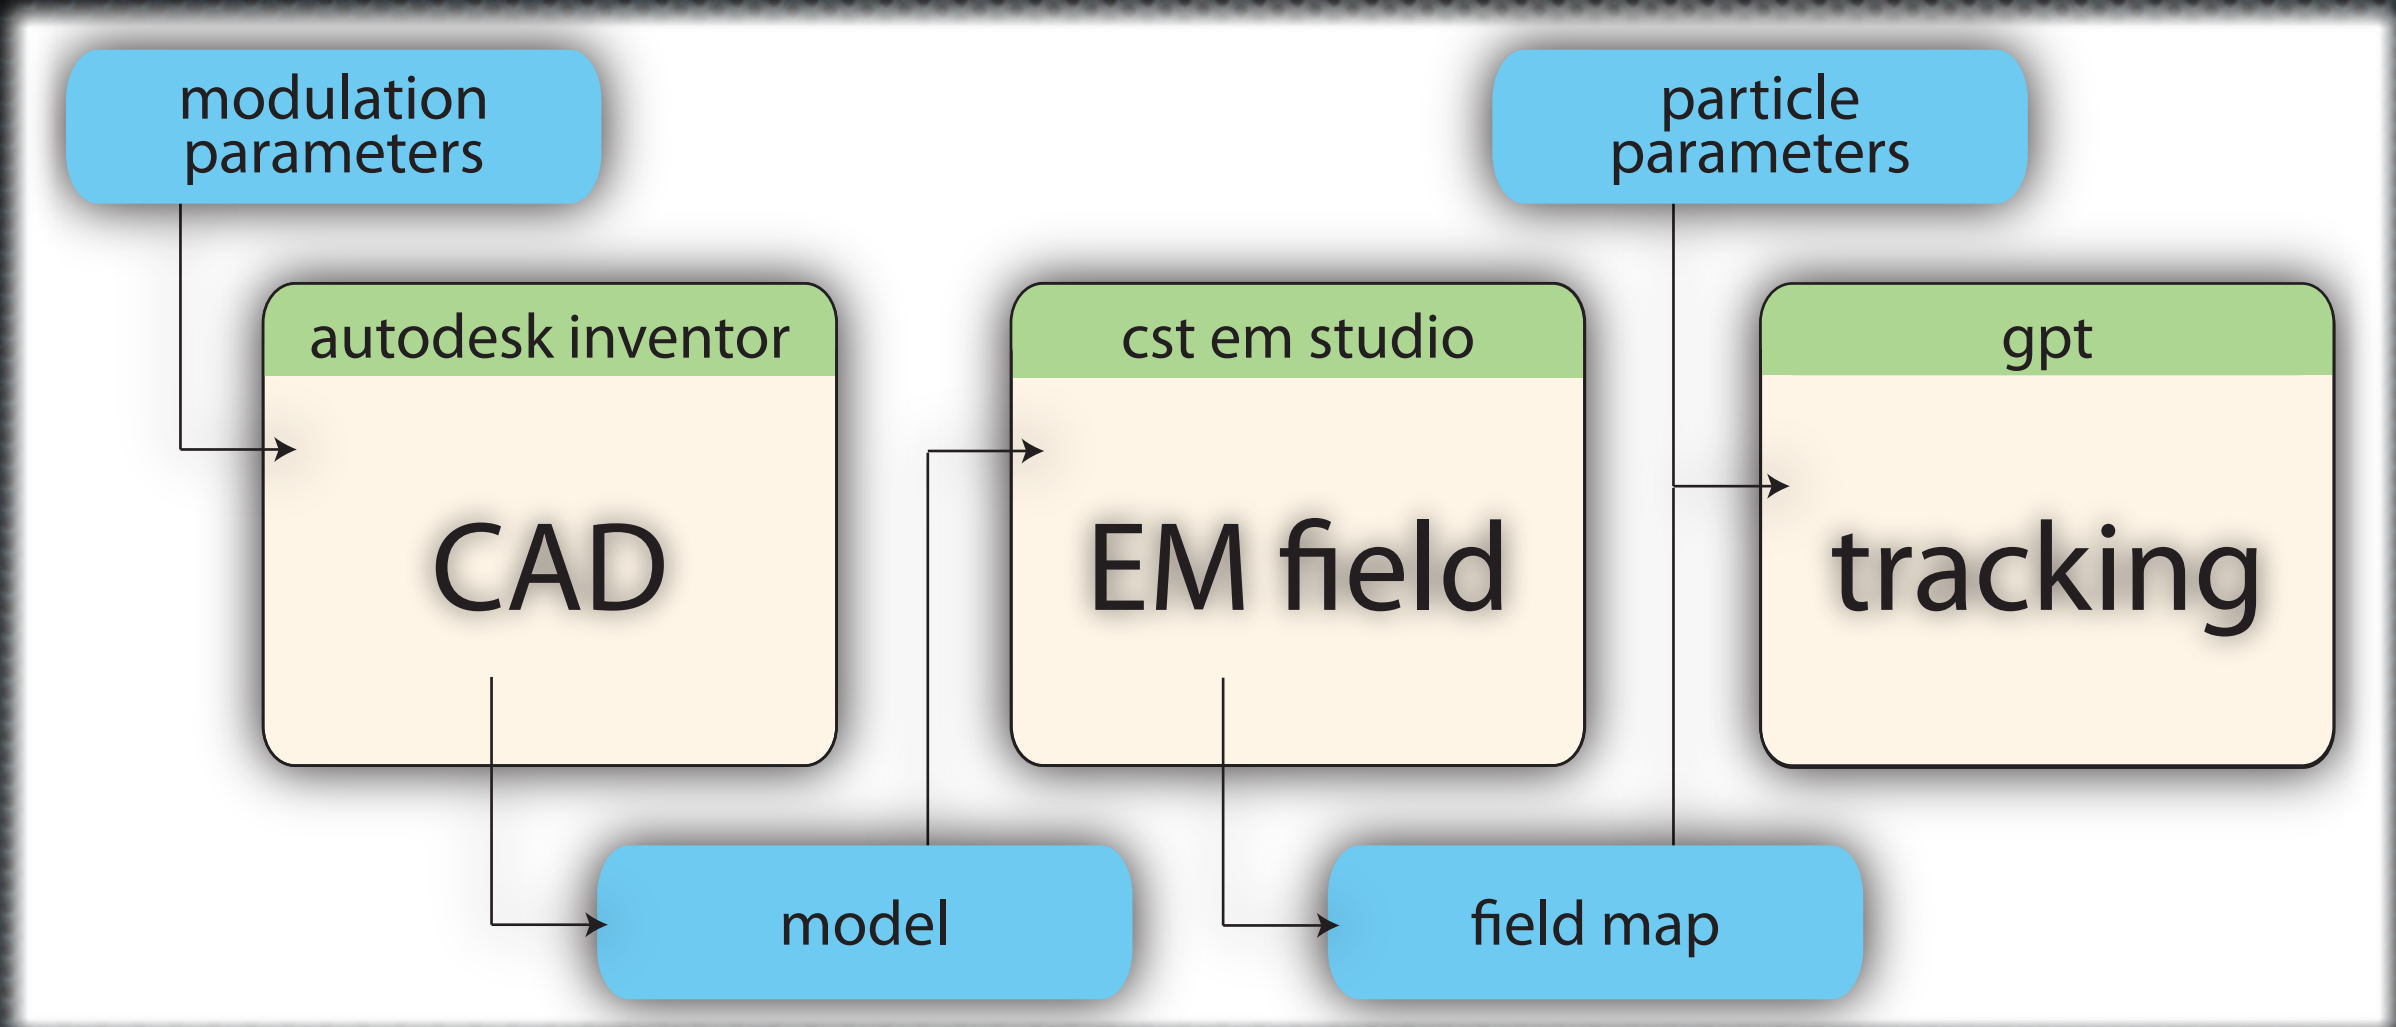 modulation
parameters
particle
parameters
autodesk inventor
CAD
cst em studio
EM field
gpt
tracking
model
field map